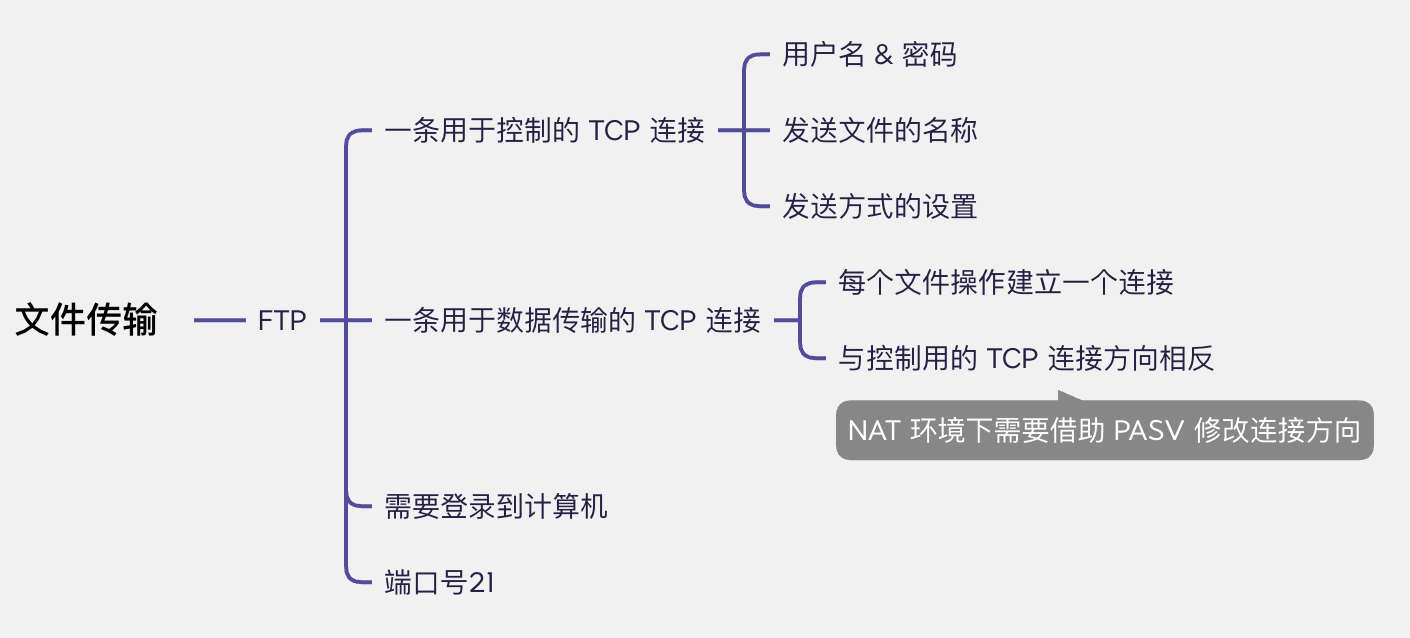 文件传输
FTP
一条用于控制的 TCP 连接
用户名 & 密码
发送文件的名称
发送方式的设置
一条用于数据传输的 TCP 连接
每个文件操作建立一个连接
与控制用的 TCP 连接方向相反
NAT 环境下需要借助 PASV 修改连接方向
需要登录到计算机
端口号21